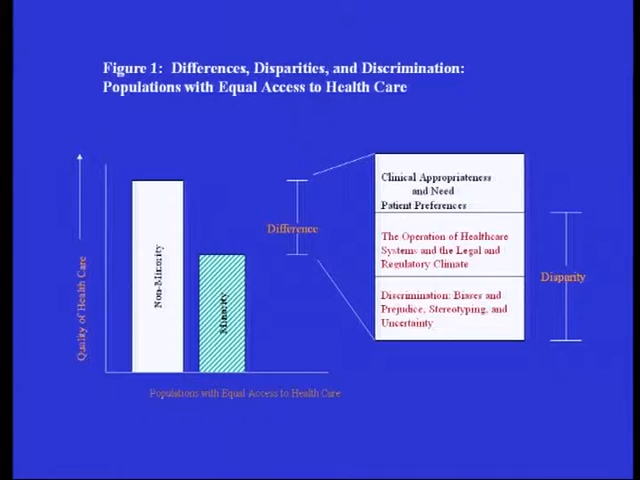 Figure 1: Differences, Disparities, and Discrimination:
Populations with Equal Access to Health Care
Quality of Health Care
Non-Minority
Minority
Difference
Clinical Appropriateness
and Need
Patient Preferences
The Operation of Healthcare
Systems and the Legal and
Regulatory Climate
Discrimination: Biases and
Prejudice, Stereotyping, and
Uncertainty
Disparity
Populations with Equal Access to Health Care